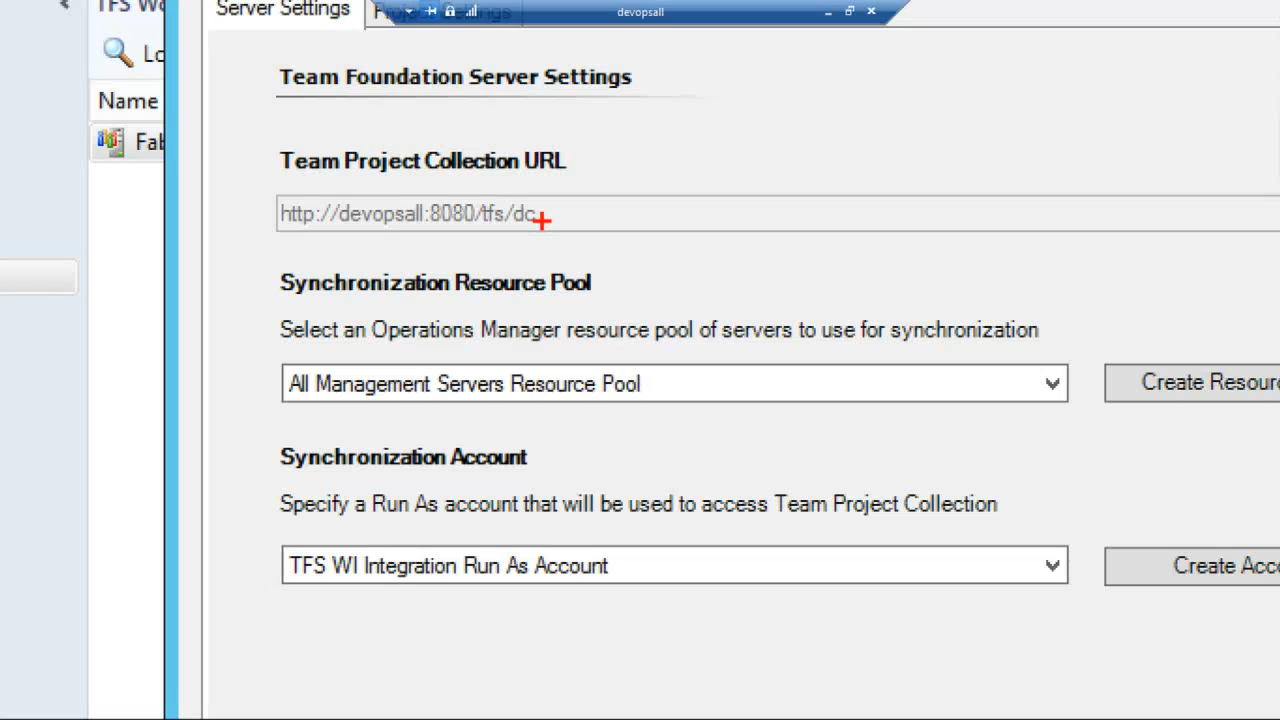 TFS Wo
Server Settings
Project Settings
devopsall
Lo
Team Foundation Server Settings
Name
Fab
Team Project Collection URL
http://devopsall:8080/tfs/dc
Synchronization Resource Pool
Select an Operations Manager resource pool of servers to use for synchronization
All Management Servers Resource Pool
Create Resourc
Synchronization Account
Specify a Run As account that will be used to access Team Project Collection
TFS WI Integration Run As Account
Create Acco